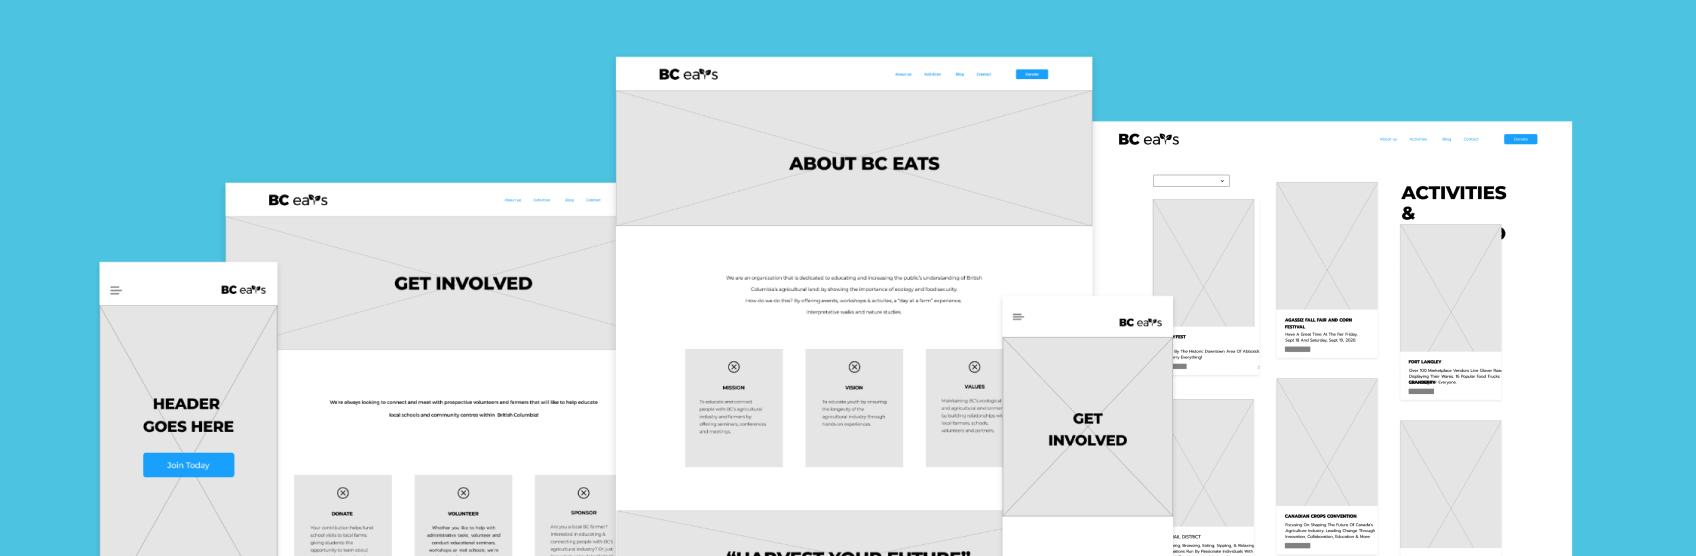 BC eats
HEADER
GOES HERE
Join Today
BC eats
About us Activities Blog Contact
GET INVOLVED
We're always looking to connect and meet with prospective volunteers and farmers that will like to help educate
local schools and community centres within British Columbia!
DONATE
Your contribution helps fund
school visits to local farms
giving students the
opportunity to learn about
VOLUNTEER
Whether you like to help with
administrative tasks, volunteer and
conduct educational seminars,
workshops or visit schools, we're
SPONSOR
Are you a local BC farmer?
Interested in educating &
connecting people with BC's
agricultural industry? Or just
BC eats
About us Activities Blog Contact Donate
ABOUT BC EATS
We are an organization that is dedicated to educating and increasing the public's understanding of British
Columbia's agricultural land by showing the importance of ecology and food security.
How do we do this? By offering events, workshops & activities, a "day at a farm" experience,
interpretative walks and nature studies.
MISSION
To educate and connect
people with BC's agricultural
industry and farmers by
offering seminars, conferences
and meetings.
VISION
To educate youth by ensuring
the longevity of the
agricultural industry through
hands on experiences.
VALUES
Maintaining BC's ecological
and agricultural environment
by building relationships wi
local farmers, schools,
volunteers and partners.
“HARVEST YOUR FUTURE”
BC eats
GET
INVOLVED
BC eats
About us Activities Blog Contact Donate
ACTIVITIES
&
YFEST
By The Historic Downtown Area Of Abbotsfo
rry Everything!
AGASSIZ FALL FAIR AND CORN
FESTIVAL
Have A Great Time At The Fair Friday,
Sept 18 And Saturday, Sept 19, 2020
FORT LANGLEY
CRANBERRY
Over 100 Marketplace Vendors Line Glover Road
Displaying Their Wares. 16 Popular Food Trucks
Everyone.
AIL DISTRICT
ng, Browsing, Eating, Sipping, & Relaxing
ations Run By Passionate Individuals With
CANADIAN CROPS CONVENTION
Focusing On Shaping The Future Of Canada's
Agriculture Industry: Leading Change Through
Innovation, Collaboration, Education & More